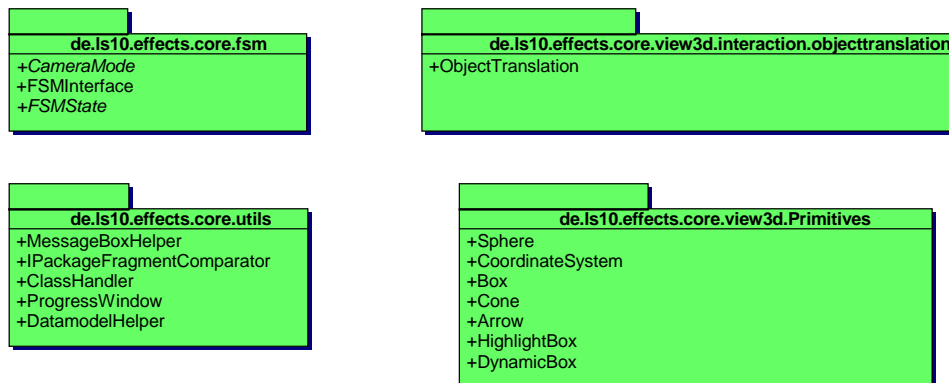 de.ls10.effects.core.fsm
+CameraMode
+FSMInterface
+FSMState
de.ls10.effects.core.view3d.interaction.objecttranslation
+ObjectTranslation
de.ls10.effects.core.utils
+MessageBoxHelper
+IPackageFragmentComparator
+ClassHandler
+ProgressWindow
+DatamodelHelper
de.ls10.effects.core.view3d.Primitives
+Sphere
+CoordinateSystem
+Box
+Cone
+Arrow
+HighlightBox
+DynamicBox